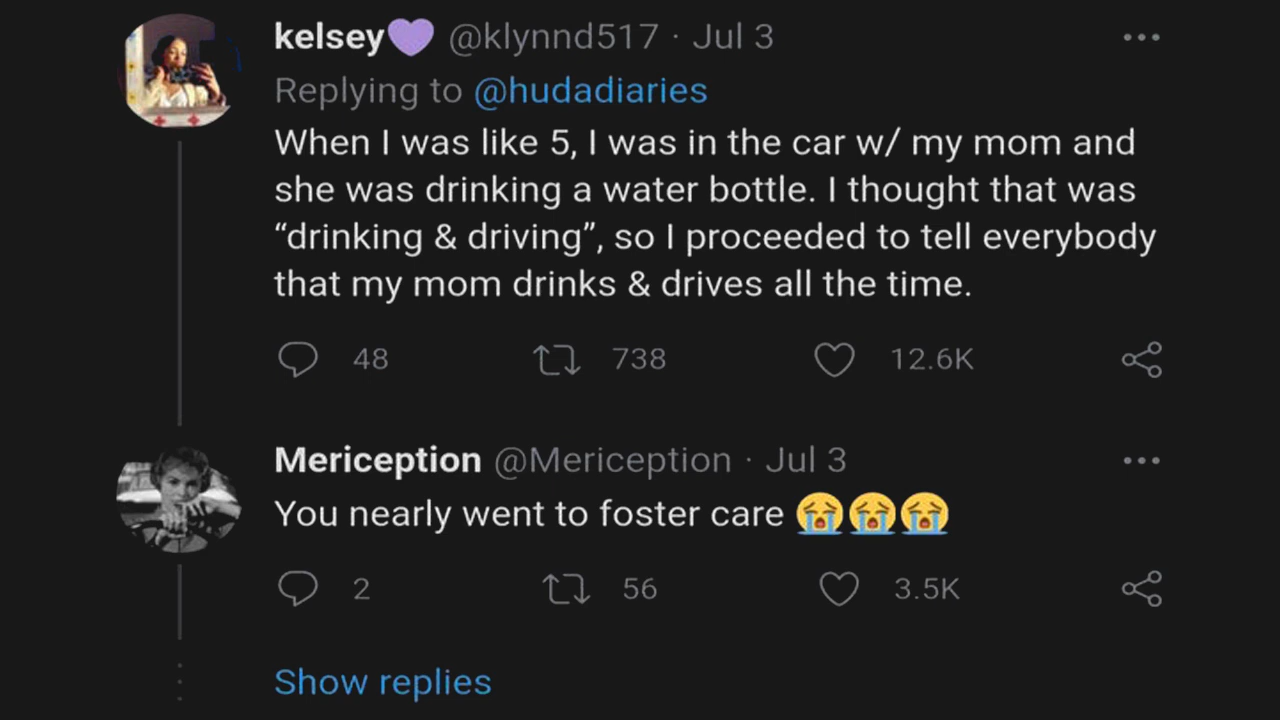 kelsey💜 @klynnd517 · Jul 3
Replying to @hudadiaries
When I was like 5, I was in the car w/ my mom and
she was drinking a water bottle. I thought that was
“drinking & driving”, so I proceeded to tell everybody
that my mom drinks & drives all the time.
48 738 12.6K
Meriception @Meriception · Jul 3
You nearly went to foster care 😭😭😭
2 56 3.5K
Show replies